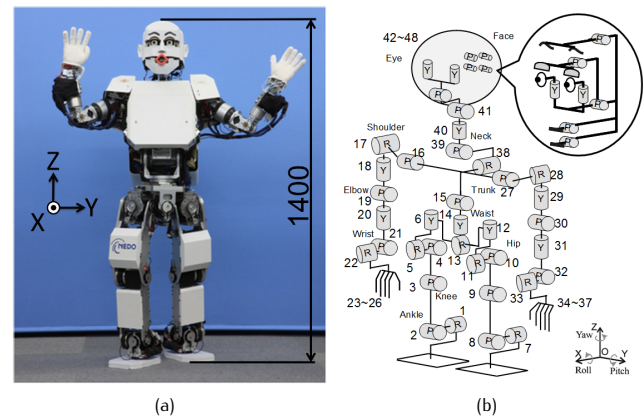 Z
X
Y
1400
NEDO
(a)
42~48
Face
Eye
Y
Y
P
P
41
40
Y
Neck
39
P
38
Shoulder
17
R
P
16
R
P
27
R
28
18
Y
Trunk
Y
29
Elbow
19
P
15
P
P
30
20
Y
6
Y
14
Y
Waist
12
Y
Y
31
Wrist
21
P
R
22
R
5
P
4
13
R
Hip
P
10
R
11
P
32
R
33
23~26
34~37
3
P
Knee
9
P
Ankle
1
R
2
P
8
P
R
7
Y
Y
P
P
P
P
Z
Yaw
O
X
Y
Roll
Pitch
(b)